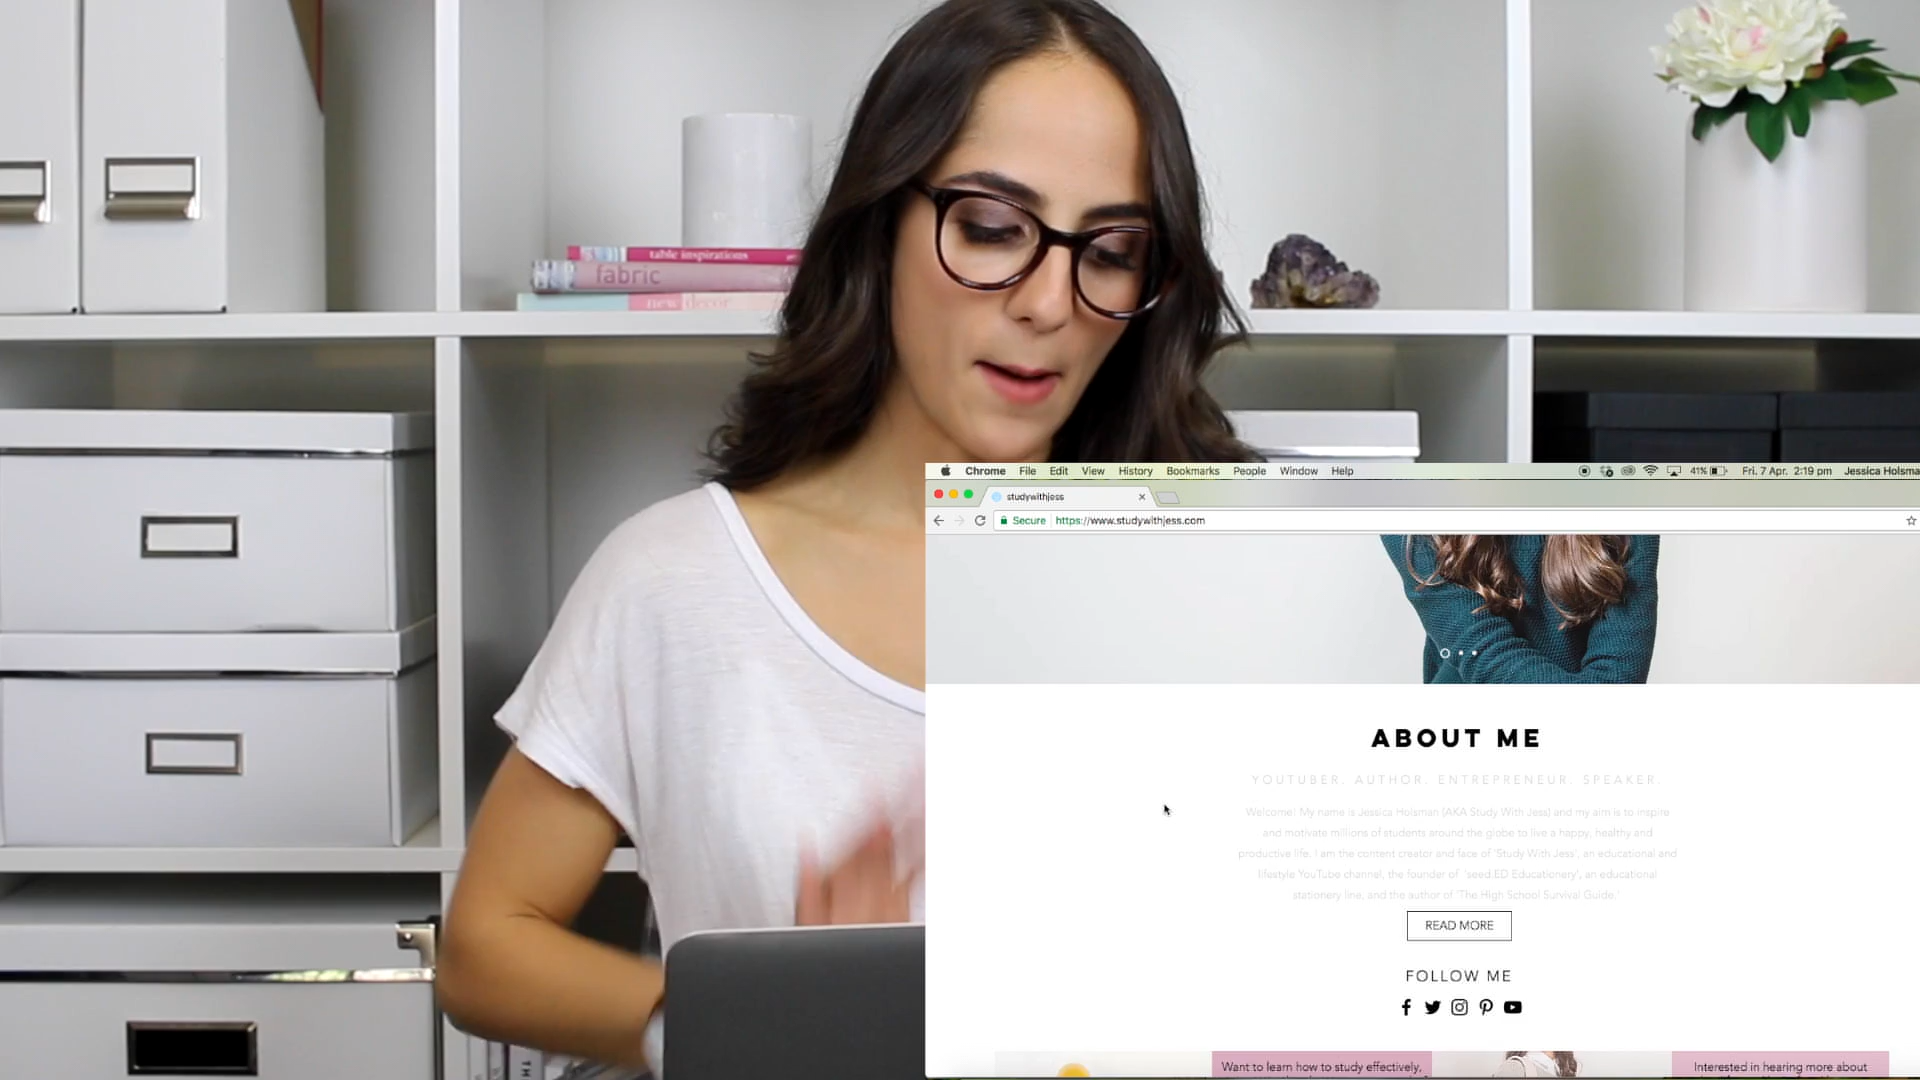 table inspirations
fabric
new decor
Chrome File Edit View History Bookmarks People Window Help
41% Fri. 7 Apr. 2:19 pm Jessica Holsma
studywithjess
Secure https://www.studywithjess.com
ABOUT ME
YOUTUBER. AUTHOR. ENTREPRENEUR. SPEAKER.
Welcome! My name is Jessica Holsman (AKA Study With Jess) and my aim is to inspire
and motivate millions of students around the globe to live a happy, healthy and
productive life. I am the content creator and face of 'Study With Jess', an educational and
lifestyle YouTube channel, the founder of 'seed ED Educationery', an educational
stationery line, and the author of 'The High School Survival Guide.'
READ MORE
FOLLOW ME
Want to learn how to study effectively,
Interested in hearing more about
TH